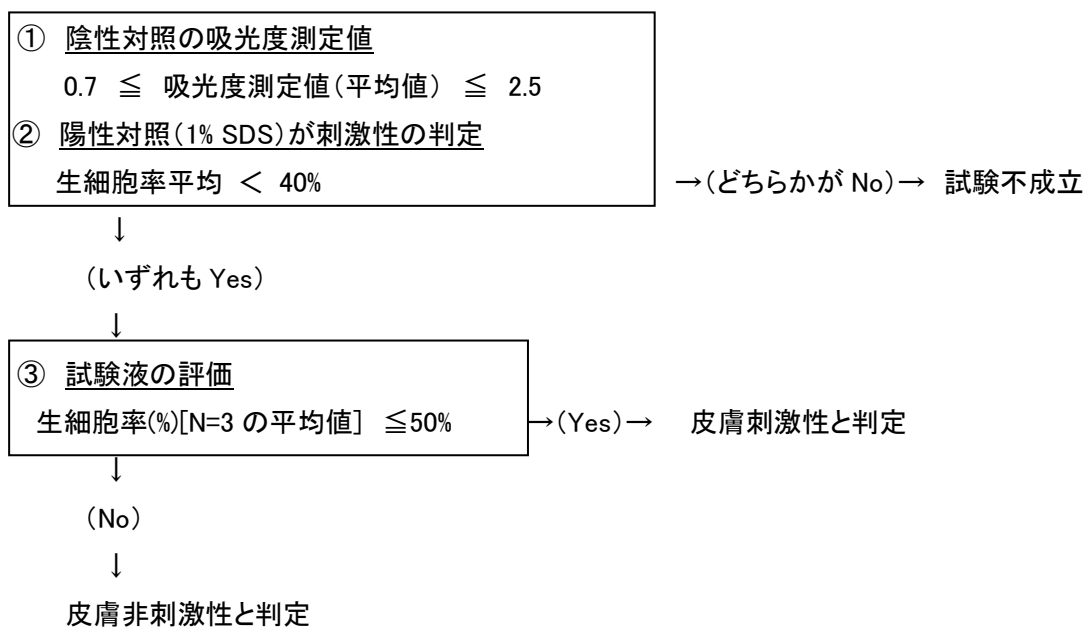 ① 陰性対照の吸光度測定値
0.7 ≦ 吸光度測定値(平均値) ≦ 2.5
② 陽性対照(1% SDS)が刺激性の判定
生細胞率平均 < 40%
→(どちらかが No)→ 試験不成立
↓
(いずれも Yes)
↓
③ 試験液の評価
生細胞率(%)[N=3 の平均値] ≦50%
→(Yes)→ 皮膚刺激性と判定
↓
(No)
↓
皮膚非刺激性と判定